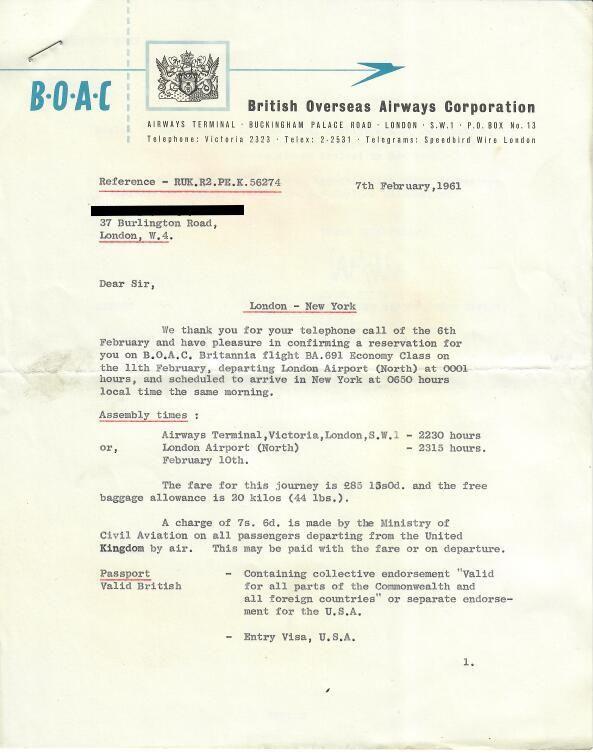 B·O·A·C
British Overseas Airways Corporation
AIRWAYS TERMINAL · BUCKINGHAM PALACE ROAD · LONDON · S.W.1 · P.O. BOX No. 13
Telephone: Victoria 2323 · Telex: 2-2531 · Telegrams: Speedbird Wire London
Reference - RUK.R2.PE.K.56274
7th February,1961
37 Burlington Road,
London, W.4.
Dear Sir,
London - New York
We thank you for your telephone call of the 6th
February and have pleasure in confirming a reservation for
you on B.O.A.C. Britannia flight BA.691 Economy Class on
the 11th February, departing London Airport (North) at 0001
hours, and scheduled to arrive in New York at 0650 hours
local time the same morning.
Assembly times :
Airways Terminal,Victoria,London,S.W.1 - 2230 hours
or, London Airport (North) - 2315 hours.
February 10th.
The fare for this journey is £85 13s0d. and the free
baggage allowance is 20 kilos (44 lbs.).
A charge of 7s. 6d. is made by the Ministry of
Civil Aviation on all passengers departing from the United
Kingdom by air. This may be paid with the fare or on departure.
Passport - Containing collective endorsement "Valid
Valid British for all parts of the Commonwealth and
all foreign countries" or separate endorse-
ment for the U.S.A.
- Entry Visa, U.S.A.
1.